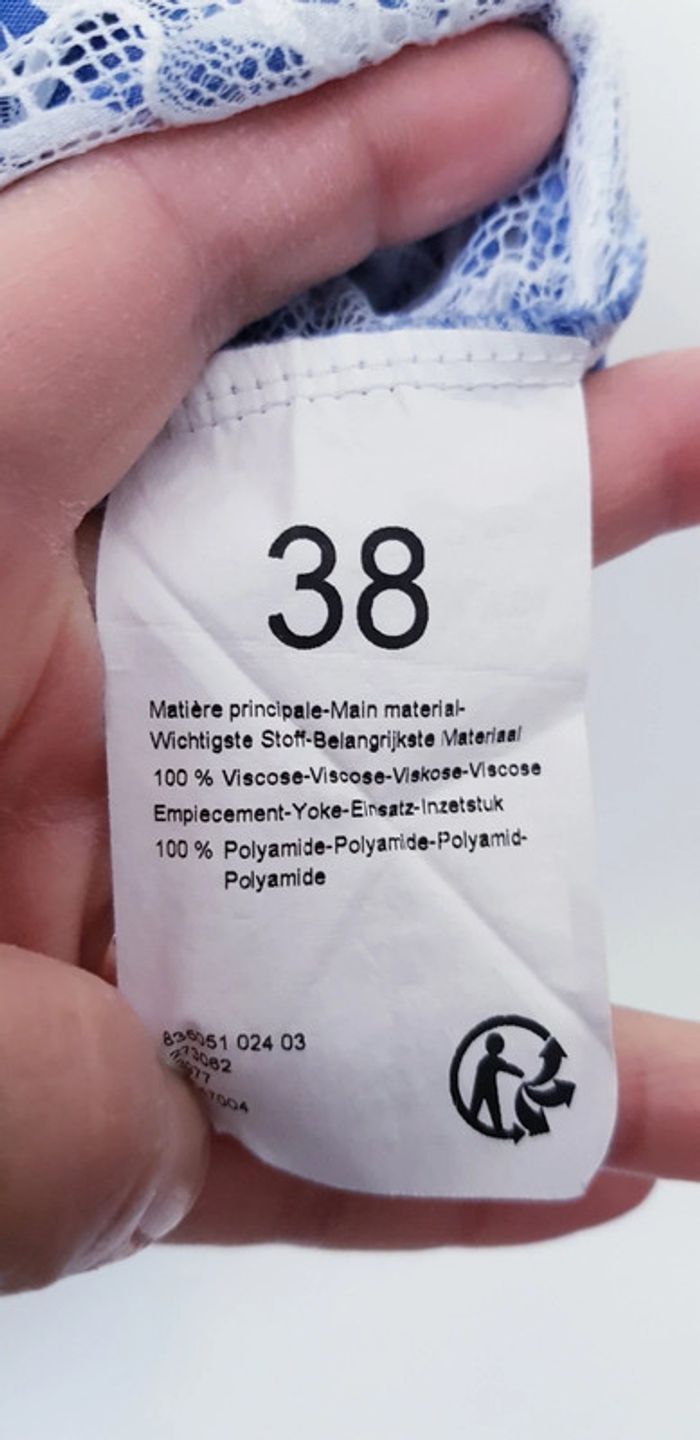 38
Matière principale-Main material-
Wichtigste Stoff-Belangrijkste Materiaal
100 % Viscose-Viscose-Viskose-Viscose
Empiecement-Yoke-Einsatz-Inzetstuk
100 % Polyamide-Polyamide-Polyamid-
Polyamide
836051 024 03